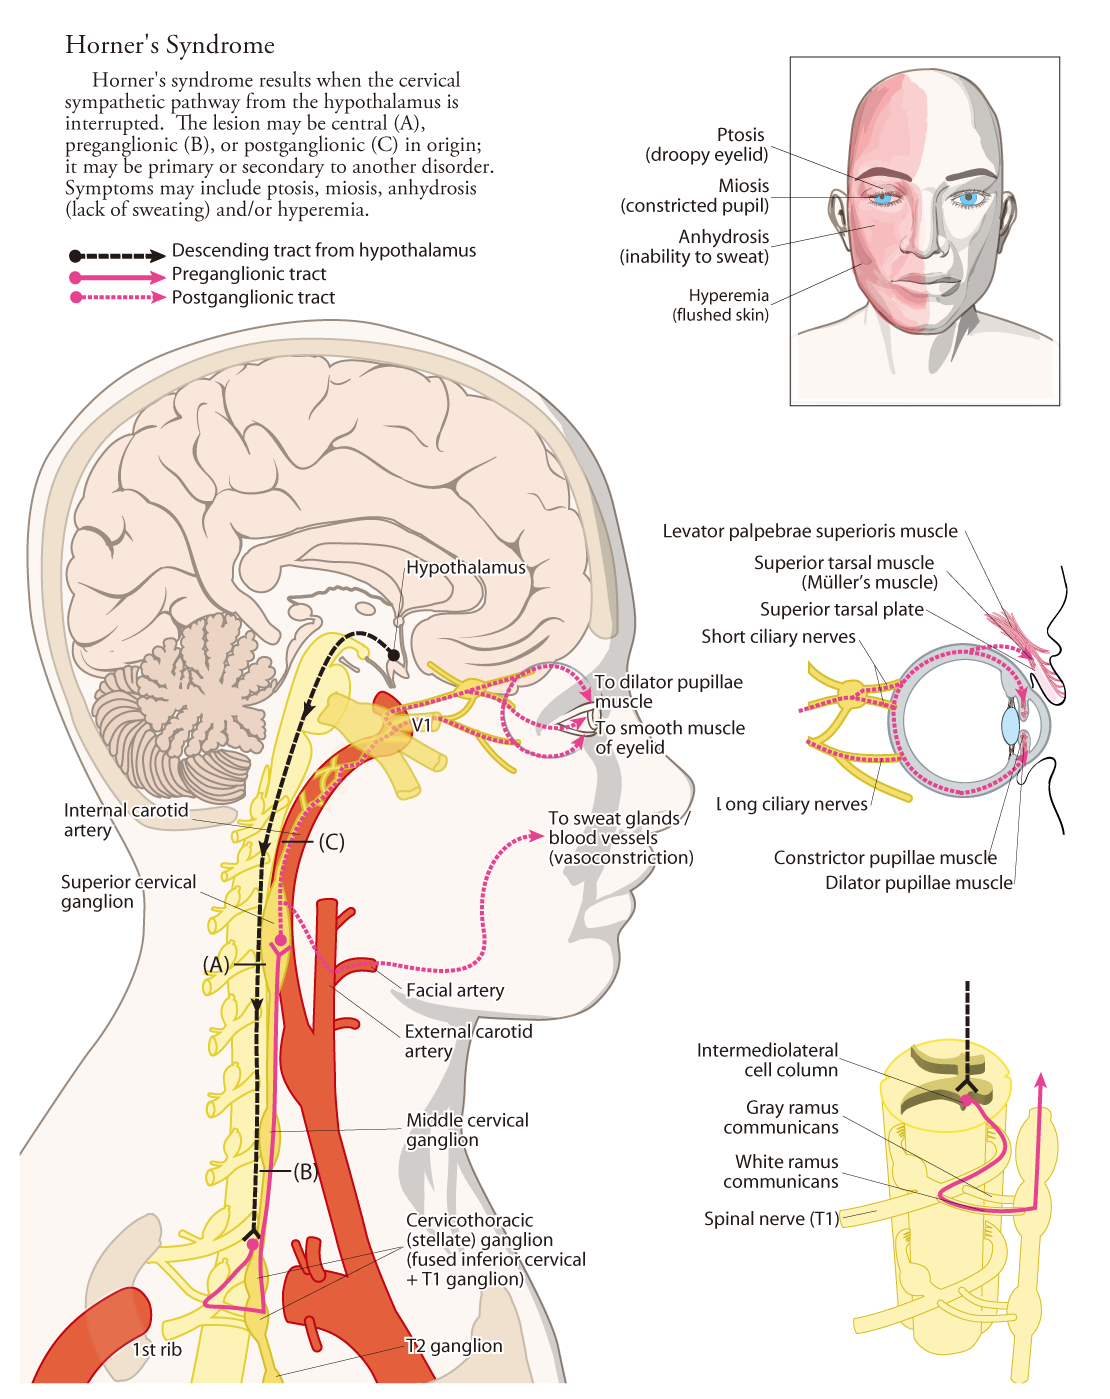 Horner's Syndrome
Horner's syndrome results when the cervical
sympathetic pathway from the hypothalamus is
interrupted. The lesion may be central (A),
preganglionic (B), or postganglionic (C) in origin;
it may be primary or secondary to another disorder.
Symptoms may include ptosis, miosis, anhydrosis
(lack of sweating) and/or hyperemia.
Descending tract from hypothalamus
Preganglionic tract
Postganglionic tract
Ptosis
(droopy eyelid)
Miosis
(constricted pupil)
Anhydrosis
(inability to sweat)
Hyperemia
(flushed skin)
Hypothalamus
To dilator pupillae
muscle
V1
To smooth muscle
of eyelid
Internal carotid
artery
(C)
To sweat glands /
blood vessels
(vasoconstriction)
Superior cervical
ganglion
(A)
Facial artery
External carotid
artery
Middle cervical
ganglion
(B)
Cervicothoracic
(stellate) ganglion
(fused inferior cervical
+ T1 ganglion)
1st rib
T2 ganglion
Levator palpebrae superioris muscle
Superior tarsal muscle
(Müller's muscle)
Superior tarsal plate
Short ciliary nerves
Long ciliary nerves
Constrictor pupillae muscle
Dilator pupillae muscle
Intermediolateral
cell column
Gray ramus
communicans
White ramus
communicans
Spinal nerve (T1)